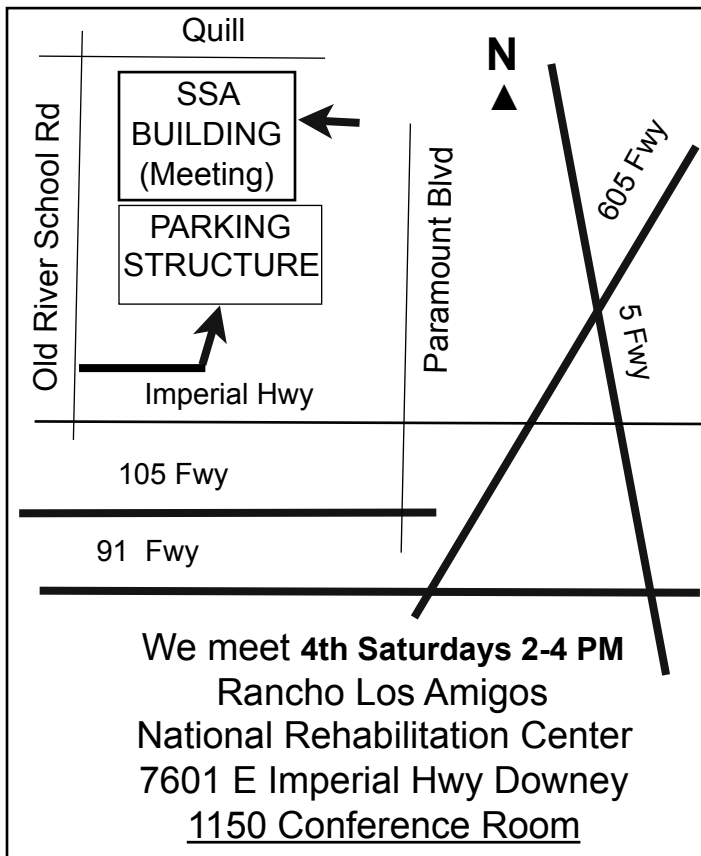 Quill
N
SSA
BUILDING
(Meeting)
Old River School Rd
PARKING
STRUCTURE
Paramount Blvd
605 Fwy
5 Fwy
Imperial Hwy
105 Fwy
91 Fwy
We meet 4th Saturdays 2-4 PM
Rancho Los Amigos
National Rehabilitation Center
7601 E Imperial Hwy Downey
1150 Conference Room